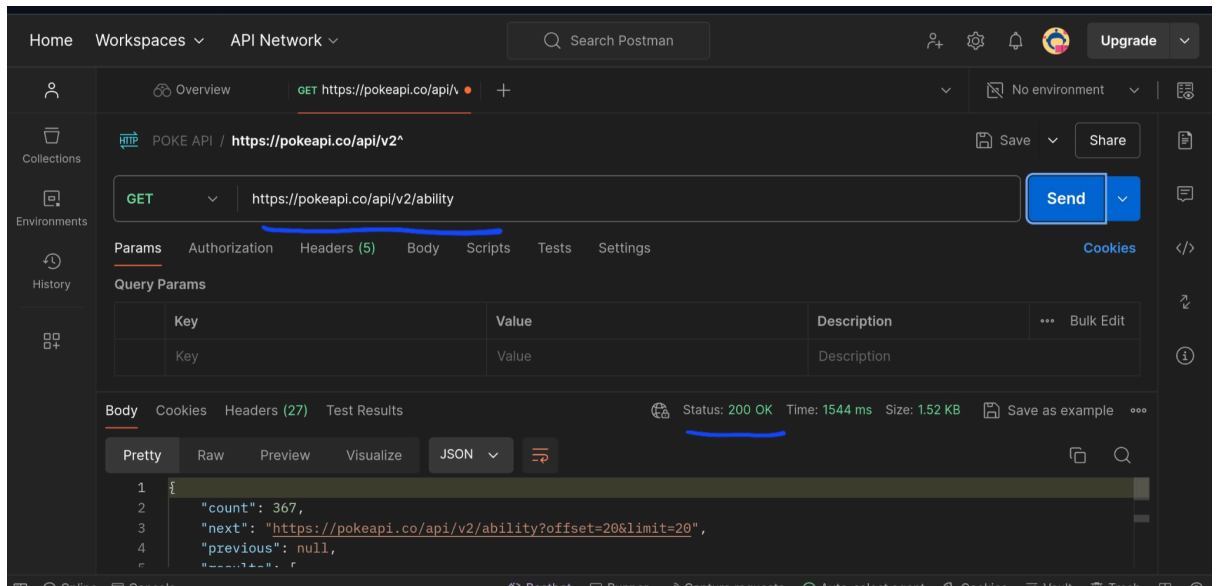 Home Workspaces API Network Search Postman Upgrade
Overview GET https://pokeapi.co/api/v No environment
POKE API / https://pokeapi.co/api/v2^ Save Share
Collections
GET https://pokeapi.co/api/v2/ability Send
Environments
Params Authorization Headers (5) Body Scripts Tests Settings Cookies
History
Query Params
Key Value Description Bulk Edit
Key Value Description
Body Cookies Headers (27) Test Results Status: 200 OK Time: 1544 ms Size: 1.52 KB Save as example
Pretty Raw Preview Visualize JSON
1 {
2 "count": 367,
3 "next": "https://pokeapi.co/api/v2/ability?offset=20&limit=20",
4 "previous": null,